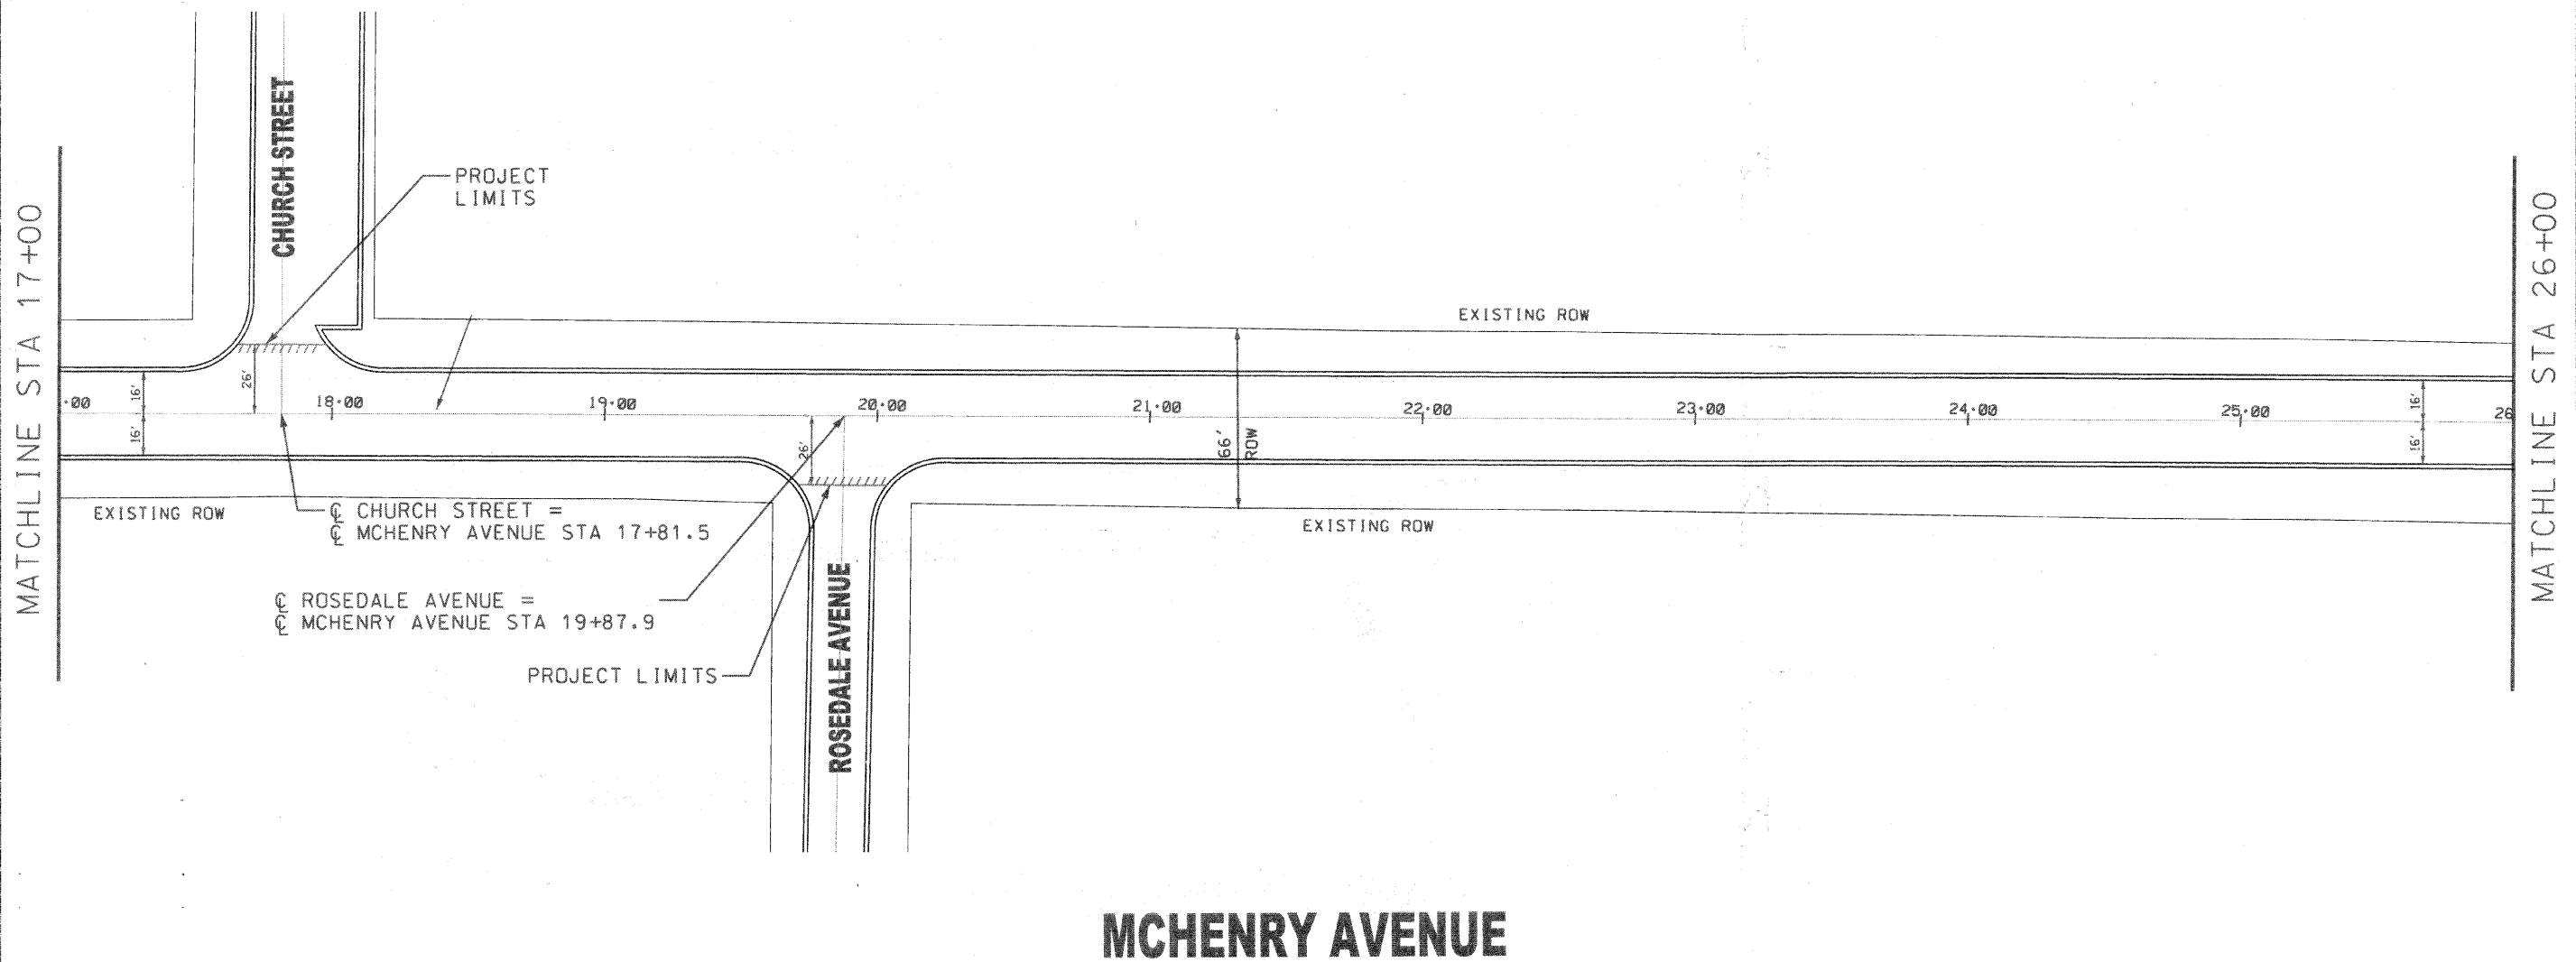 CHURCH STREET
PROJECT
LIMITS
MATCHLINE STA 17+00
MATCHLINE STA 26+00
EXISTING ROW
16'
16'
26'
·00
18·00
19·00
20·00
21·00
22·00
23·00
24·00
25·00
26
26'
66'
ROW
16'
16'
EXISTING ROW
℄ CHURCH STREET =
℄ MCHENRY AVENUE STA 17+81.5
EXISTING ROW
℄ ROSEDALE AVENUE =
℄ MCHENRY AVENUE STA 19+87.9
PROJECT LIMITS
ROSEDALE AVENUE
MCHENRY AVENUE